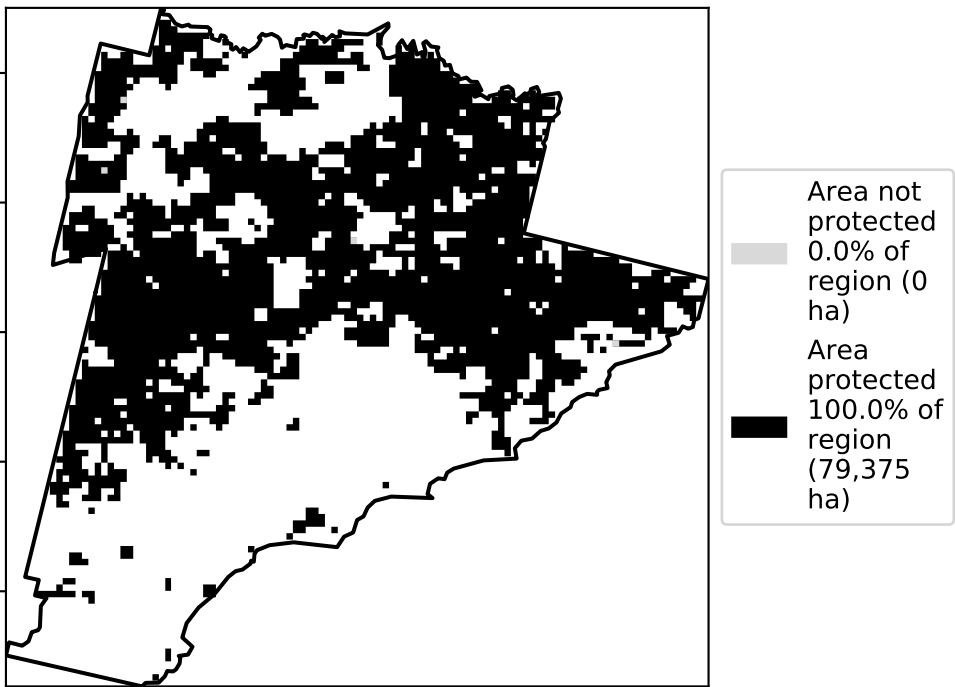 Area not
protected
0.0% of
region (0
ha)
Area
protected
100.0% of
region
(79,375
ha)